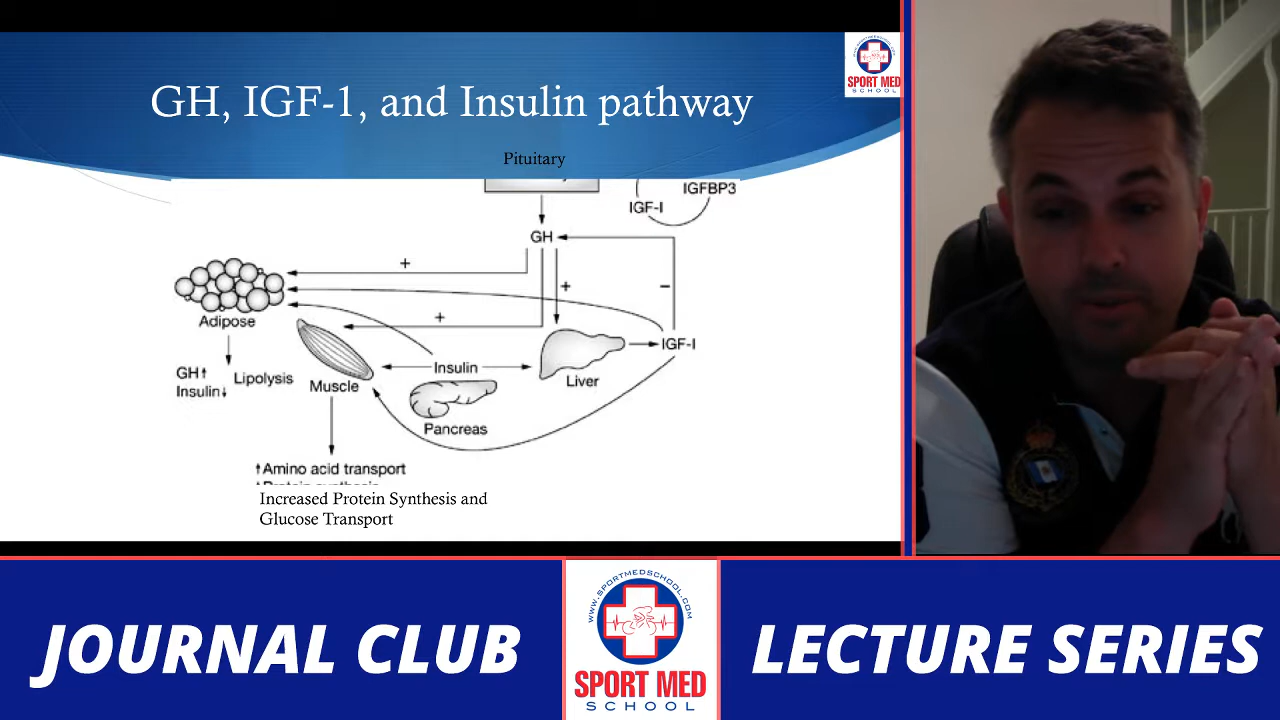 GH, IGF-1, and Insulin pathway
SPORT MED
SCHOOL
Pituitary
IGFBP3
IGF-I
GH
+
+
–
+
Adipose
IGF-I
GH↑
Insulin↓
Lipolysis
Insulin
Muscle
Liver
Pancreas
↑Amino acid transport
Increased Protein Synthesis and
Glucose Transport
JOURNAL CLUB
WWW.SPORTMEDSCHOOL.COM
SPORT MED
SCHOOL
LECTURE SERIES